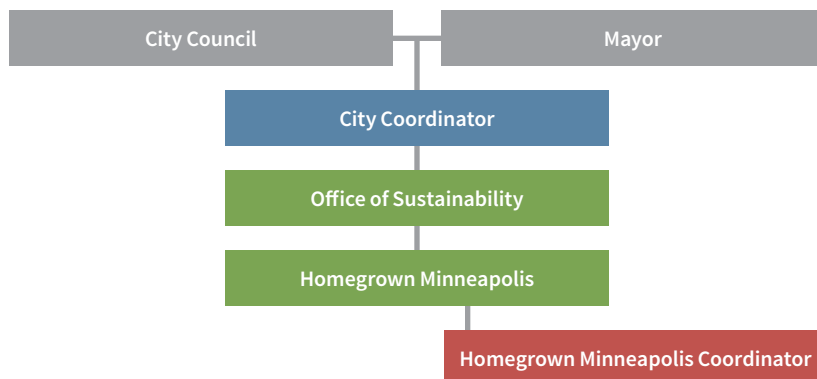 City Council
Mayor
City Coordinator
Office of Sustainability
Homegrown Minneapolis
Homegrown Minneapolis Coordinator